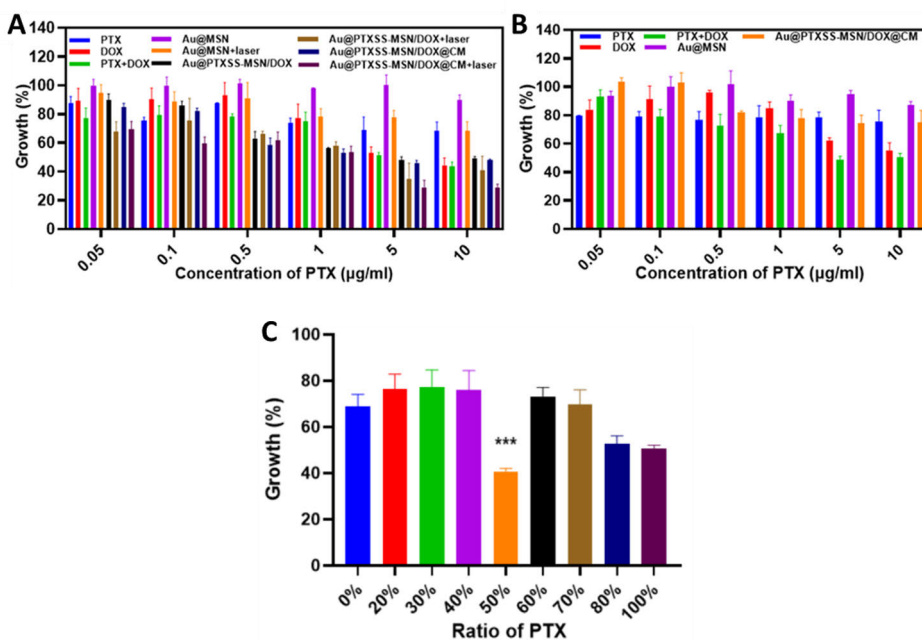 A
PTX
DOX
PTX+DOX
Au@MSN
Au@MSN+laser
Au@PTXSS-MSN/DOX
Au@PTXSS-MSN/DOX+laser
Au@PTXSS-MSN/DOX@CM
Au@PTXSS-MSN/DOX@CM+laser
Growth (%)
140
120
100
80
60
40
20
0
0.05
0.1
0.5
1
5
10
Concentration of PTX (µg/ml)
B
PTX
DOX
PTX+DOX
Au@MSN
Au@PTXSS-MSN/DOX@CM
Growth (%)
140
120
100
80
60
40
20
0
0.05
0.1
0.5
1
5
10
Concentration of PTX (µg/ml)
C
Growth (%)
100
80
60
40
20
0
***
0%
20%
30%
40%
50%
60%
70%
80%
100%
Ratio of PTX